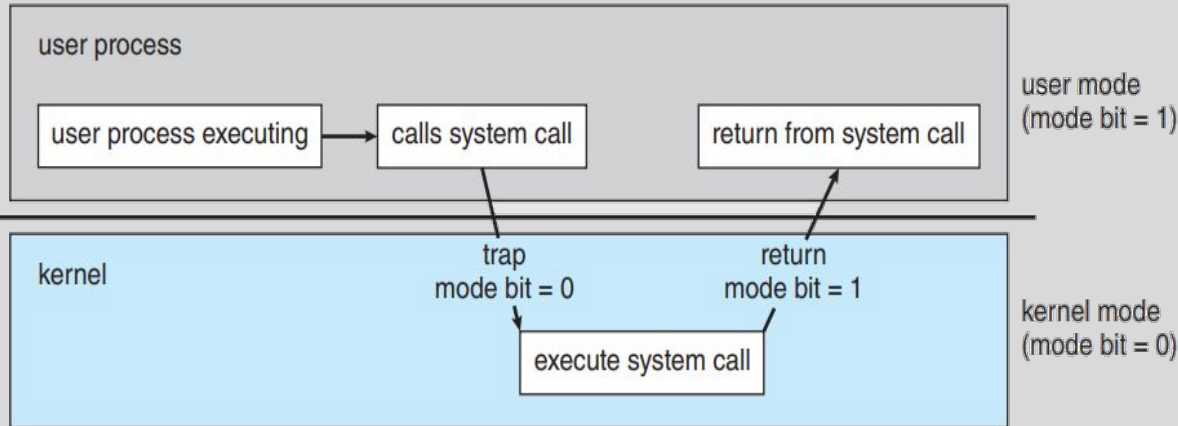 user process
user process executing
calls system call
return from system call
user mode
(mode bit = 1)
kernel
trap
mode bit = 0
return
mode bit = 1
execute system call
kernel mode
(mode bit = 0)